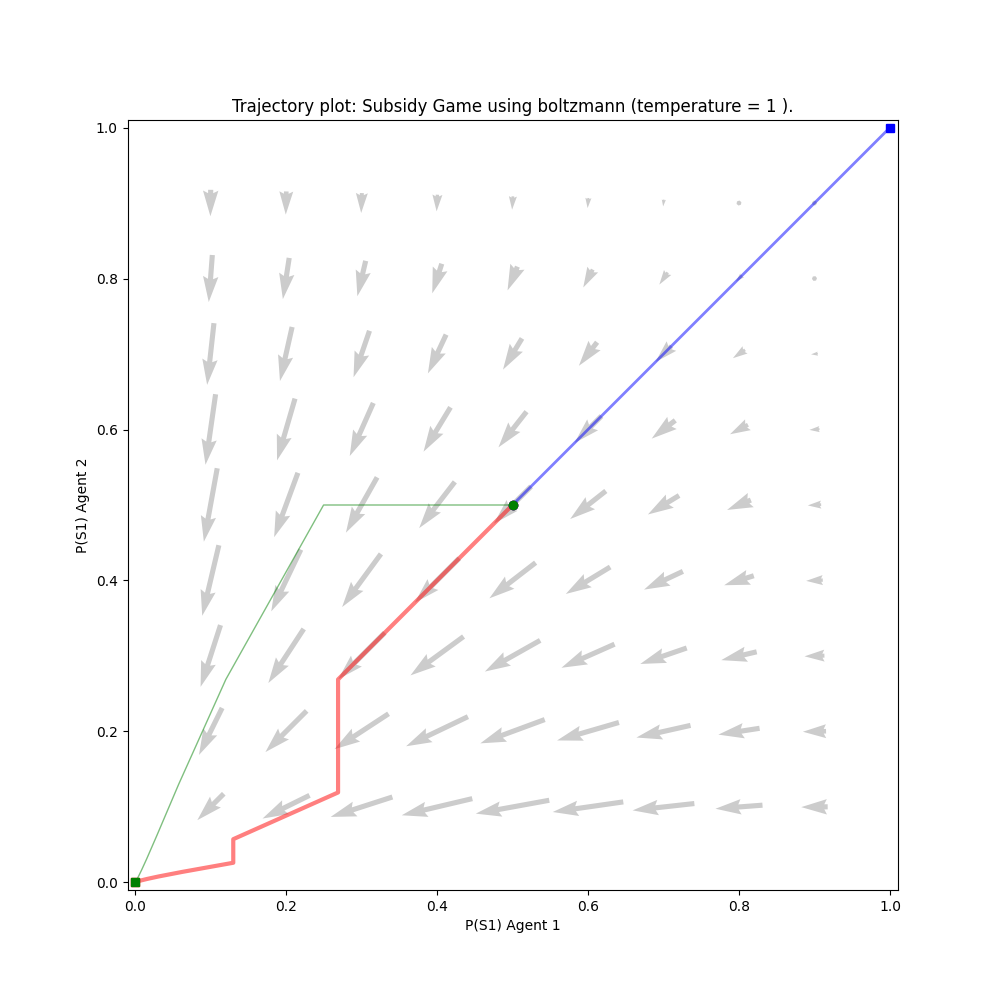 Trajectory plot: Subsidy Game using boltzmann (temperature = 1 ).
1.0
0.8
0.6
0.4
0.2
0.0
P(S1) Agent 2
0.0 0.2 0.4 0.6 0.8 1.0
P(S1) Agent 1